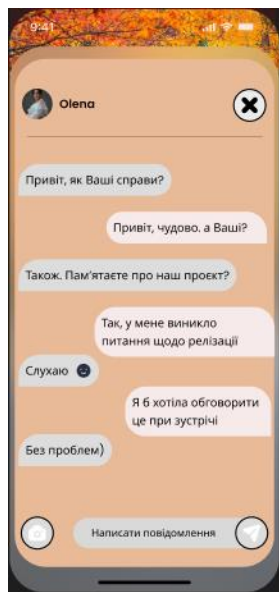 9:41
Olena
Привіт, як Ваші справи?
Привіт, чудово. а Ваші?
Також. Пам'ятаєте про наш проєкт?
Так, у мене виникло
питання щодо релізації
Слухаю
Я б хотіла обговорити
це при зустрічі
Без проблем)
Написати повідомлення